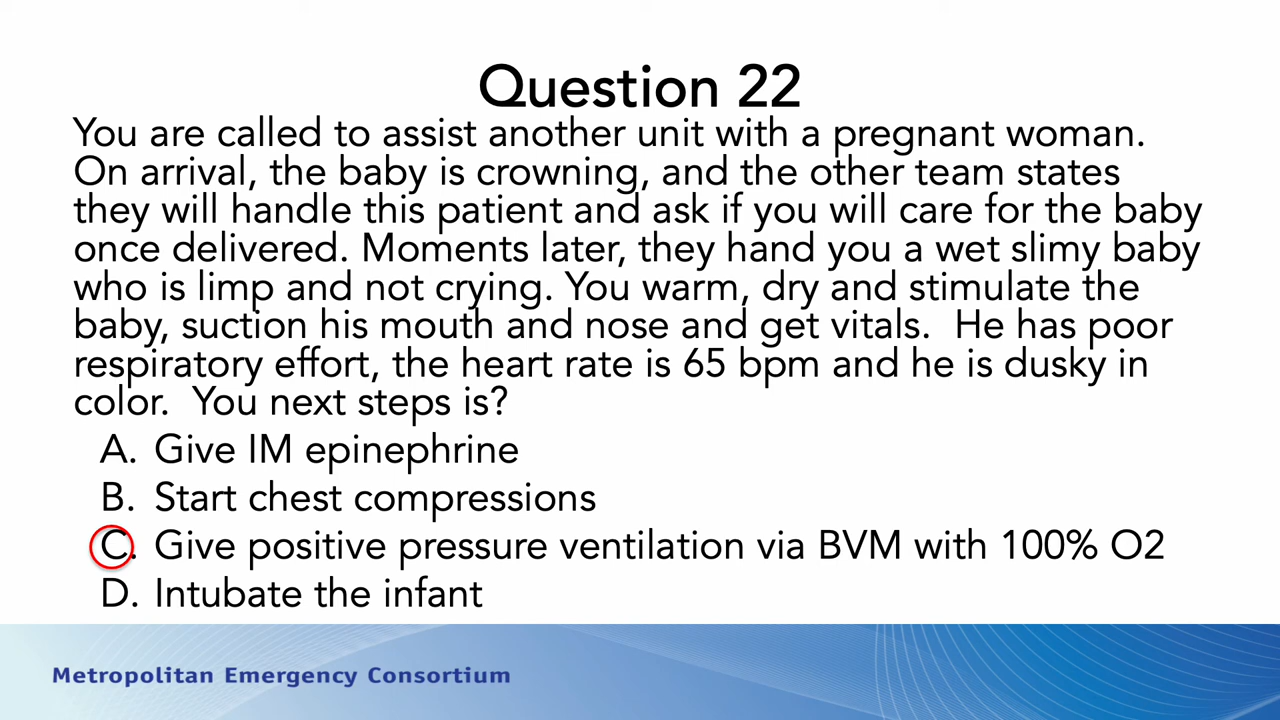 Question 22
You are called to assist another unit with a pregnant woman.
On arrival, the baby is crowning, and the other team states
they will handle this patient and ask if you will care for the baby
once delivered. Moments later, they hand you a wet slimy baby
who is limp and not crying. You warm, dry and stimulate the
baby, suction his mouth and nose and get vitals.  He has poor
respiratory effort, the heart rate is 65 bpm and he is dusky in
color.  You next steps is?
A. Give IM epinephrine
B. Start chest compressions
C. Give positive pressure ventilation via BVM with 100% O2
D. Intubate the infant
Metropolitan Emergency Consortium